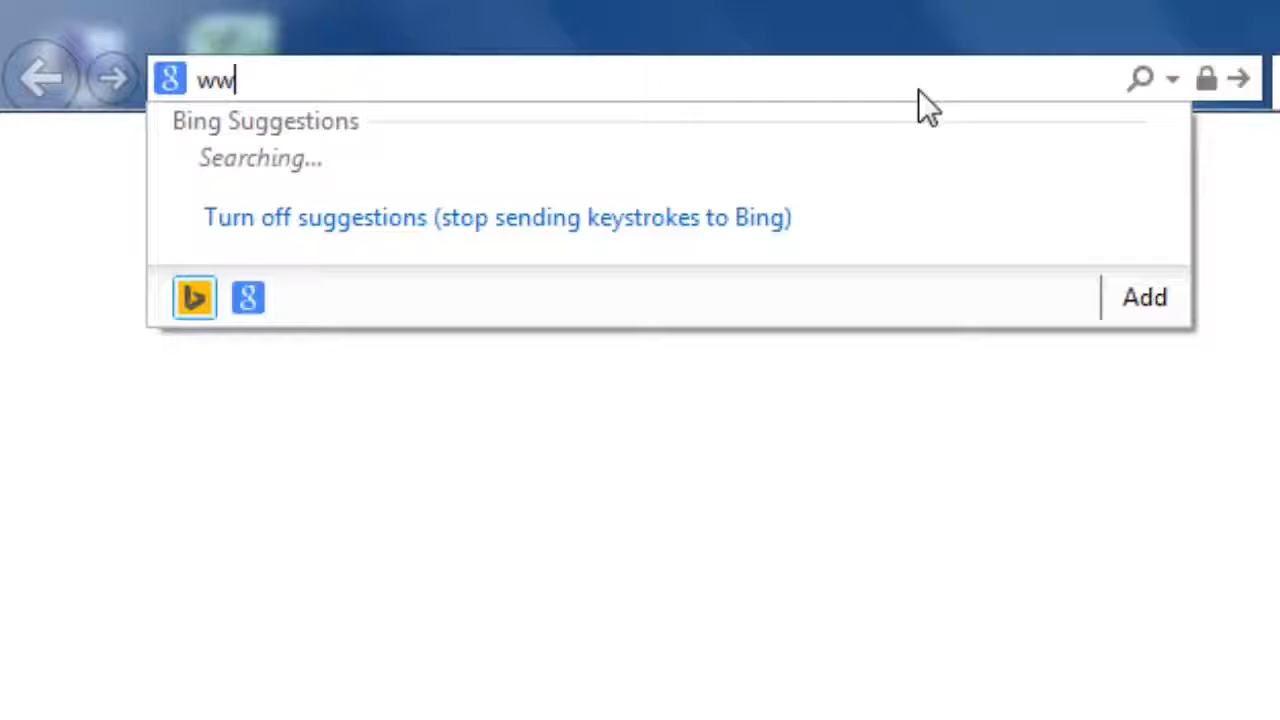 ww
Bing Suggestions
Searching...
Turn off suggestions (stop sending keystrokes to Bing)
Add